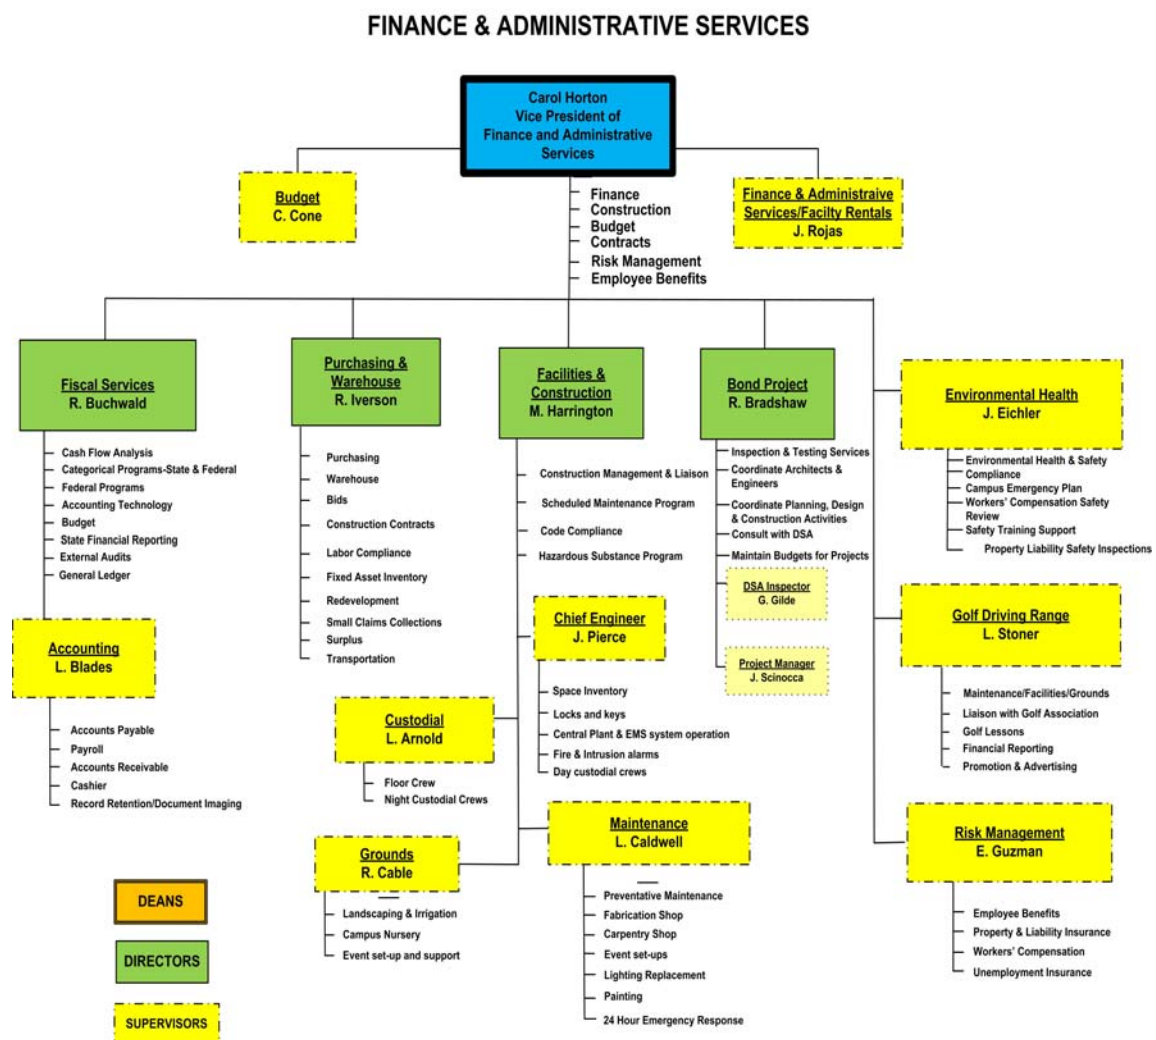 FINANCE & ADMINISTRATIVE SERVICES
Carol Horton
Vice President of
Finance and Administrative
Services
Budget
C. Cone
Finance & Administraive
Services/Facilty Rentals
J. Rojas
Finance
Construction
Budget
Contracts
Risk Management
Employee Benefits
Fiscal Services
R. Buchwald
Cash Flow Analysis
Categorical Programs-State & Federal
Federal Programs
Accounting Technology
Budget
State Financial Reporting
External Audits
General Ledger
Accounting
L. Blades
Accounts Payable
Payroll
Accounts Receivable
Cashier
Record Retention/Document Imaging
Purchasing &
Warehouse
R. Iverson
Purchasing
Warehouse
Bids
Construction Contracts
Labor Compliance
Fixed Asset Inventory
Redevelopment
Small Claims Collections
Surplus
Transportation
Facilities &
Construction
M. Harrington
Construction Management & Liaison
Scheduled Maintenance Program
Code Compliance
Hazardous Substance Program
Chief Engineer
J. Pierce
Space Inventory
Locks and keys
Central Plant & EMS system operation
Fire & Intrusion alarms
Day custodial crews
Custodial
L. Arnold
Floor Crew
Night Custodial Crews
Maintenance
L. Caldwell
Preventative Maintenance
Fabrication Shop
Carpentry Shop
Event set-ups
Lighting Replacement
Painting
24 Hour Emergency Response
Grounds
R. Cable
Landscaping & Irrigation
Campus Nursery
Event set-up and support
Bond Project
R. Bradshaw
Inspection & Testing Services
Coordinate Architects &
Engineers
Coordinate Planning, Design
& Construction Activities
Consult with DSA
Maintain Budgets for Projects
DSA Inspector
G. Gilde
Project Manager
J. Scinocca
Environmental Health
J. Eichler
Environmental Health & Safety
Compliance
Campus Emergency Plan
Workers' Compensation Safety
Review
Safety Training Support
Property Liability Safety Inspections
Golf Driving Range
L. Stoner
Maintenance/Facilities/Grounds
Liaison with Golf Association
Golf Lessons
Financial Reporting
Promotion & Advertising
Risk Management
E. Guzman
Employee Benefits
Property & Liability Insurance
Workers' Compensation
Unemployment Insurance
DEANS
DIRECTORS
SUPERVISORS